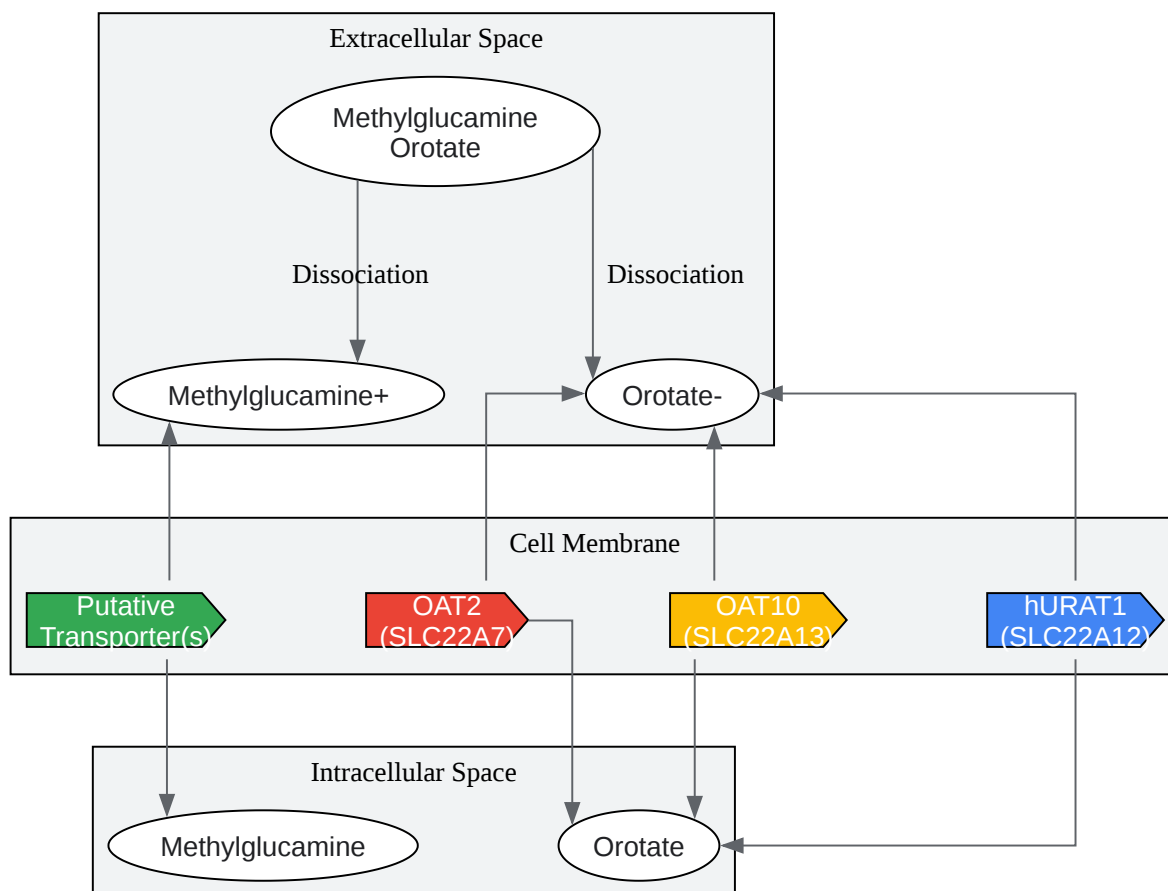 Extracellular Space
Methylglucamine
Orotate
Dissociation
Dissociation
Methylglucamine+
Orotate-
Cell Membrane
Putative
Transporter(s)
OAT2
(SLC22A7)
OAT10
(SLC22A13)
hURAT1
(SLC22A12)
Intracellular Space
Methylglucamine
Orotate